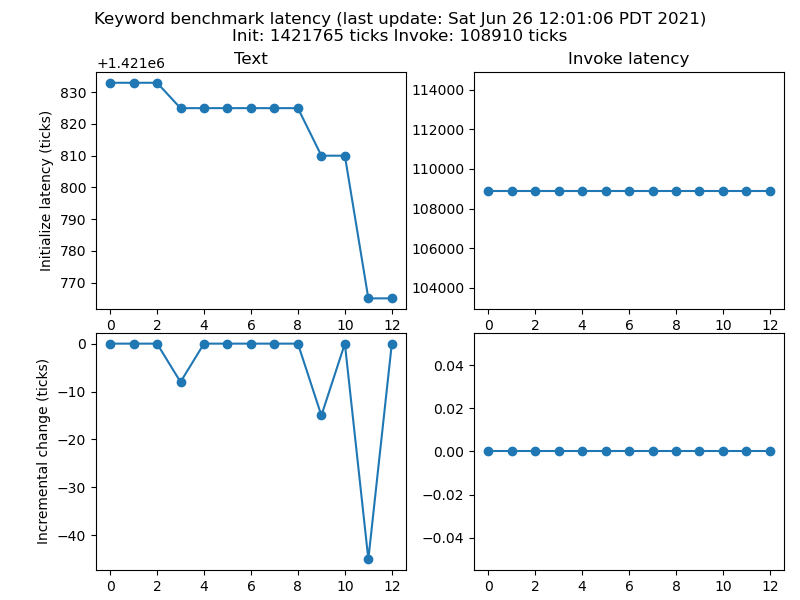 Keyword benchmark latency (last update: Sat Jun 26 12:01:06 PDT 2021)
Init: 1421765 ticks Invoke: 108910 ticks
Text
+1.421e6
830
820
810
800
790
780
770
Initialize latency (ticks)
0 2 4 6 8 10 12
Invoke latency
114000
112000
110000
108000
106000
104000
0 2 4 6 8 10 12
0
−10
−20
−30
−40
Incremental change (ticks)
0 2 4 6 8 10 12
0.04
0.02
0.00
−0.02
−0.04
0 2 4 6 8 10 12